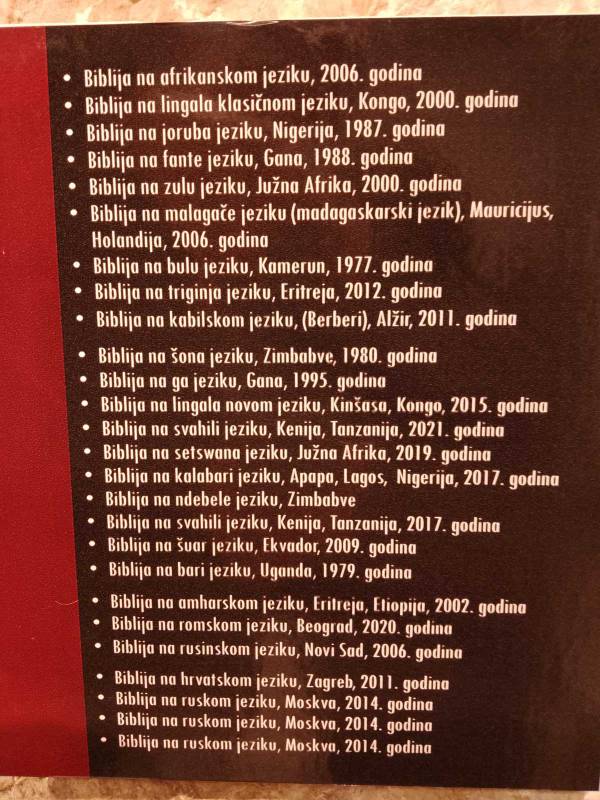 • Biblija na afrikanskom jeziku, 2006. godina
• Biblija na lingala klasičnom jeziku, Kongo, 2000. godina
• Biblija na joruba jeziku, Nigerija, 1987. godina
• Biblija na fante jeziku, Gana, 1988. godina
• Biblija na zulu jeziku, Južna Afrika, 2000. godina
• Biblija na malagače jeziku (madagaskarski jezik), Mauricijus,
Holandija, 2006. godina
• Biblija na bulu jeziku, Kamerun, 1977. godina
• Biblija na triginja jeziku, Eritreja, 2012. godina
• Biblija na kabilskom jeziku, (Berberi), Alžir, 2011. godina
• Biblija na šona jeziku, Zimbabve, 1980. godina
• Biblija na ga jeziku, Gana, 1995. godina
• Biblija na lingala novom jeziku, Kinšasa, Kongo, 2015. godina
• Biblija na svahili jeziku, Kenija, Tanzanija, 2021. godina
• Biblija na setswana jeziku, Južna Afrika, 2019. godina
• Biblija na kalabari jeziku, Apapa, Lagos, Nigerija, 2017. godina
• Biblija na ndebele jeziku, Zimbabve
• Biblija na svahili jeziku, Kenija, Tanzanija, 2017. godina
• Biblija na šuar jeziku, Ekvador, 2009. godina
• Biblija na bari jeziku, Uganda, 1979. godina
• Biblija na amharskom jeziku, Eritreja, Etiopija, 2002. godina
• Biblija na romskom jeziku, Beograd, 2020. godina
• Biblija na rusinskom jeziku, Novi Sad, 2006. godina
• Biblija na hrvatskom jeziku, Zagreb, 2011. godina
• Biblija na ruskom jeziku, Moskva, 2014. godina
• Biblija na ruskom jeziku, Moskva, 2014. godina
• Biblija na ruskom jeziku, Moskva, 2014. godina